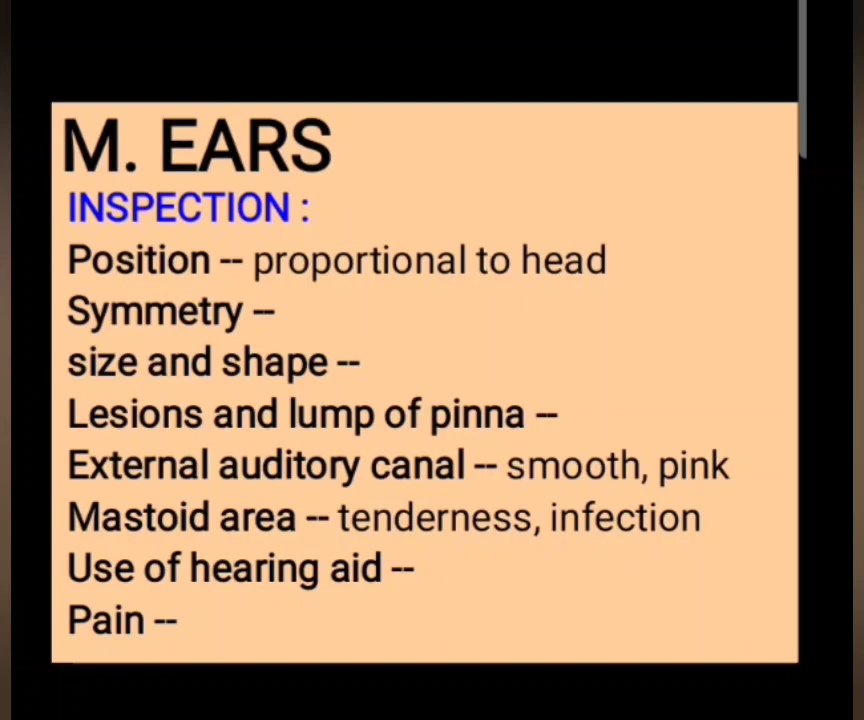 M. EARS
INSPECTION :
Position -- proportional to head
Symmetry --
size and shape --
Lesions and lump of pinna --
External auditory canal -- smooth, pink
Mastoid area -- tenderness, infection
Use of hearing aid --
Pain --